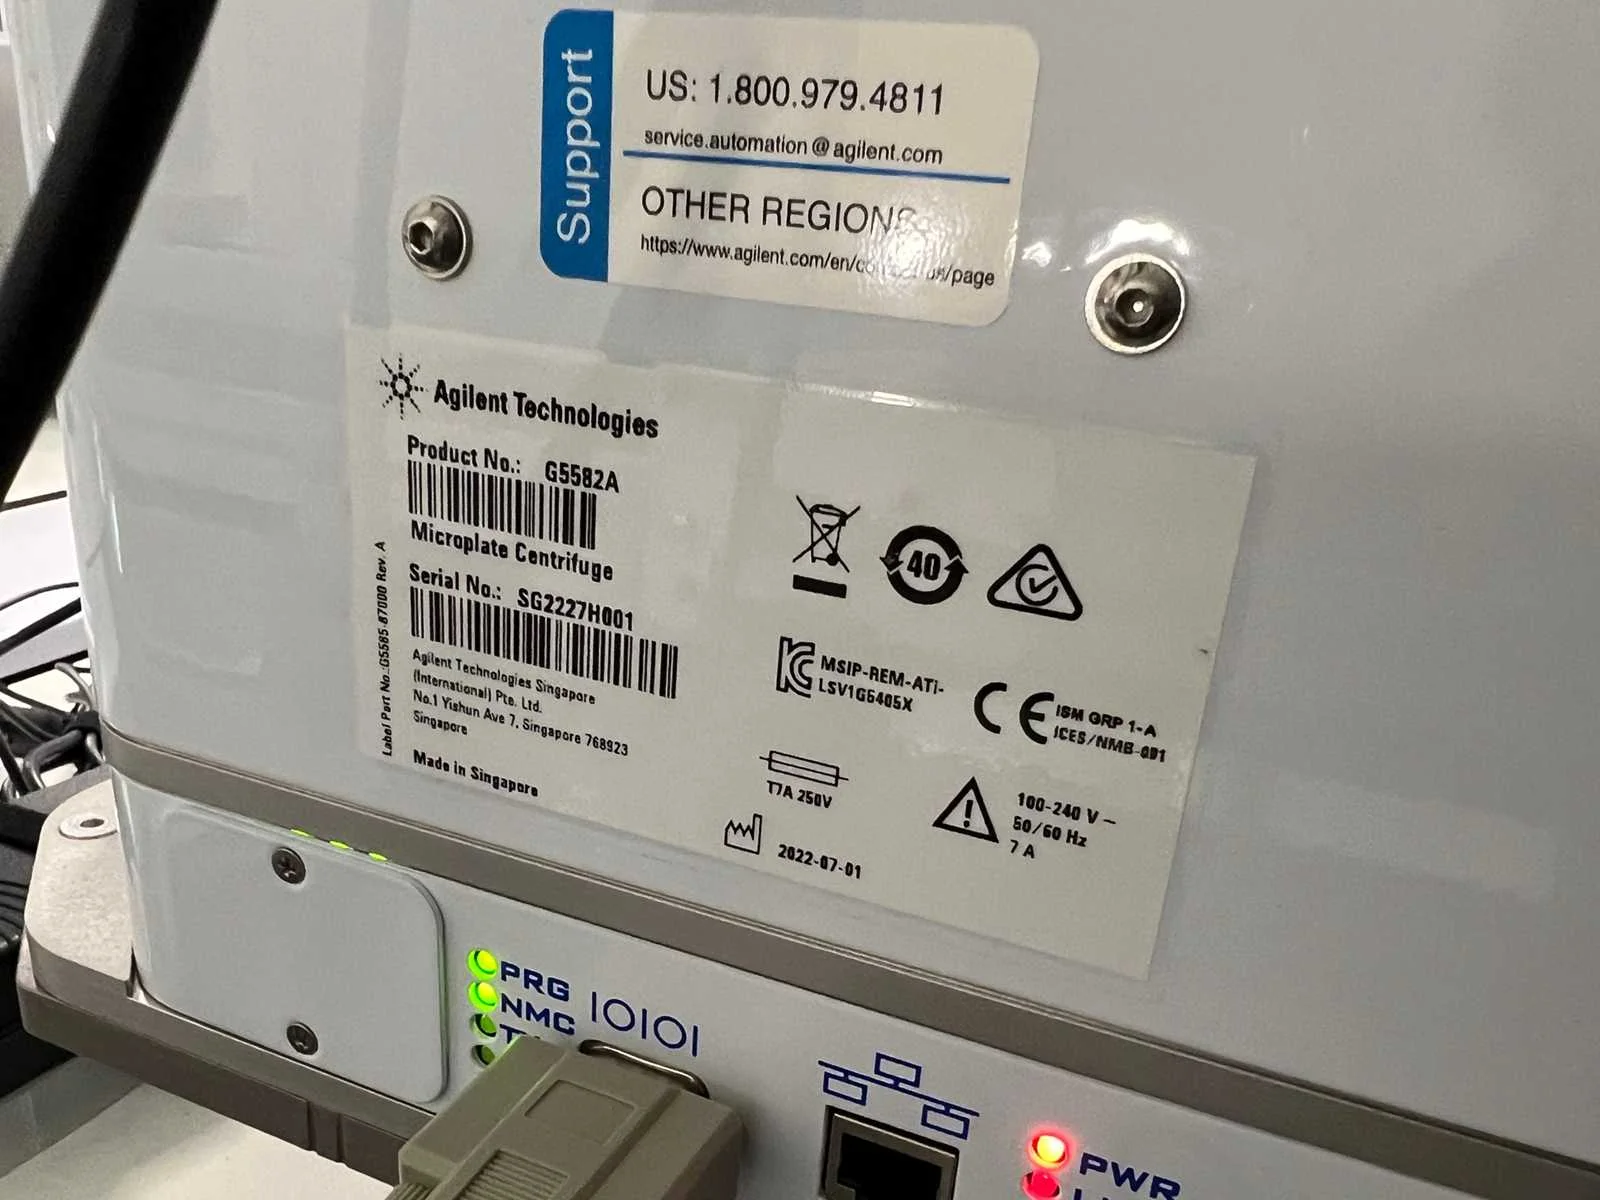 Support
US: 1.800.979.4811
service.automation@agilent.com
OTHER REGIONS:
https://www.agilent.com/en/contact-us/page
Agilent Technologies
Product No.: G5582A
Microplate Centrifuge
Serial No.: SG2227H001
Agilent Technologies Singapore
(International) Pte. Ltd.
No.1 Yishun Ave 7, Singapore 768923
Singapore
Made in Singapore
Label Part No.:G5585-87000 Rev. A
40
MSIP-REM-ATi-
LSV1G5405X
CE ISM GRP 1-A
ICES/NMB-001
T7A 250V
100-240 V~
50/60 Hz
7 A
2022-07-01
PRG
NMC
IOIOI
PWR